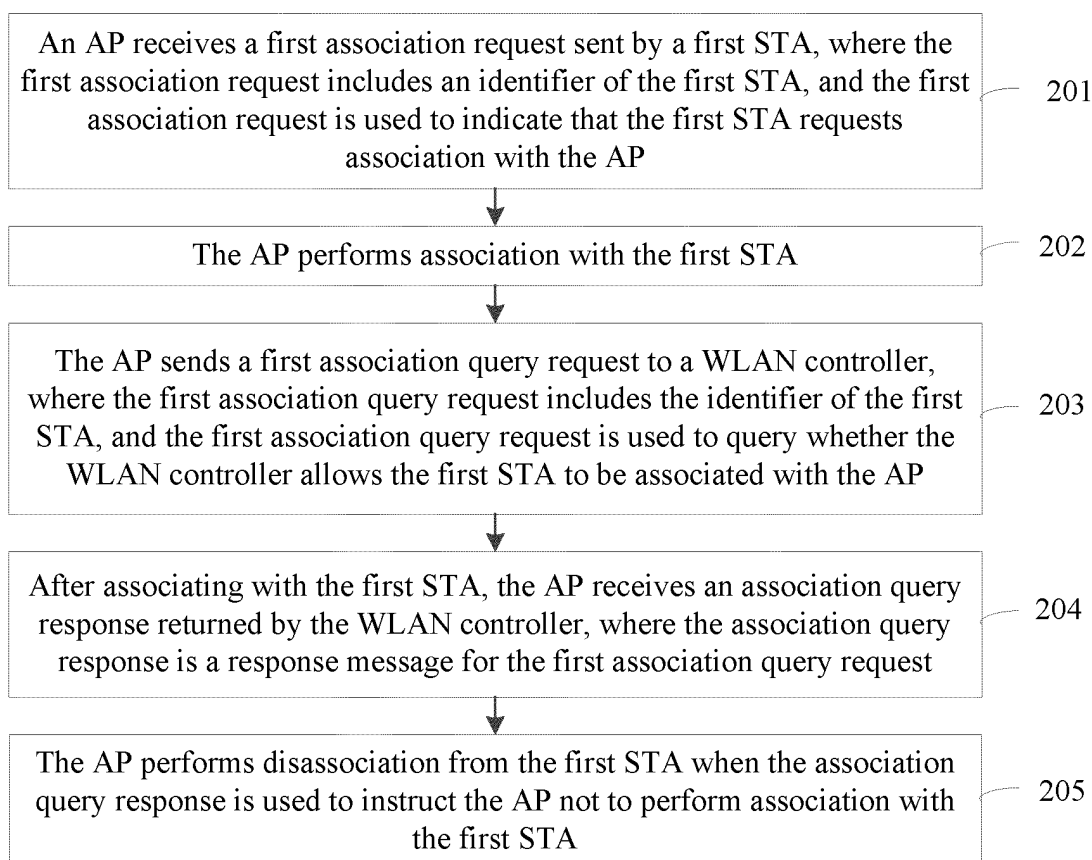 An AP receives a first association request sent by a first STA, where the
first association request includes an identifier of the first STA, and the first
association request is used to indicate that the first STA requests
association with the AP
201
The AP performs association with the first STA
202
The AP sends a first association query request to a WLAN controller,
where the first association query request includes the identifier of the first
STA, and the first association query request is used to query whether the
WLAN controller allows the first STA to be associated with the AP
203
After associating with the first STA, the AP receives an association query
response returned by the WLAN controller, where the association query
response is a response message for the first association query request
204
The AP performs disassociation from the first STA when the association
query response is used to instruct the AP not to perform association with
the first STA
205